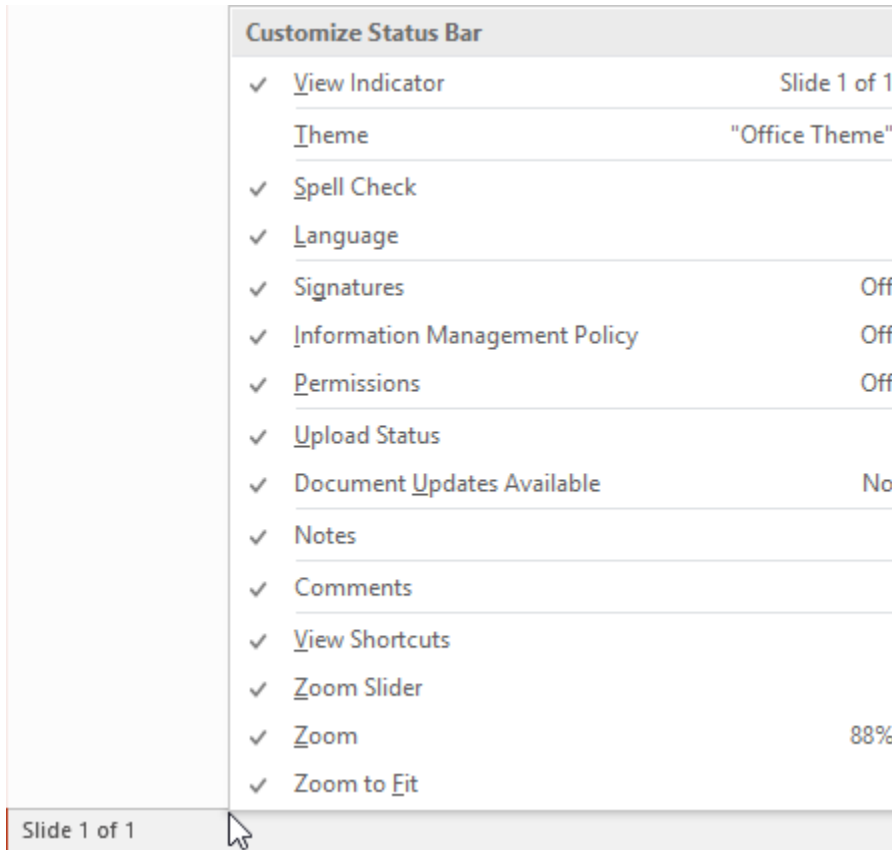 Customize Status Bar
View Indicator Slide 1 of 1
Theme "Office Theme"
Spell Check
Language
Signatures Off
Information Management Policy Off
Permissions Off
Upload Status
Document Updates Available No
Notes
Comments
View Shortcuts
Zoom Slider
Zoom 88%
Zoom to Fit
Slide 1 of 1